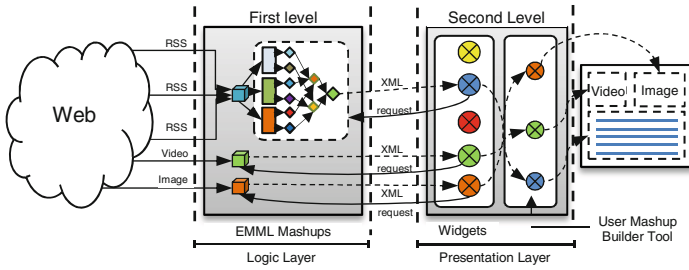 First level
Second Level
RSS
RSS
RSS
Web
Video
Image
XML
request
XML
request
XML
request
Video
Image
EMML Mashups
Widgets
User Mashup
Builder Tool
Logic Layer
Presentation Layer